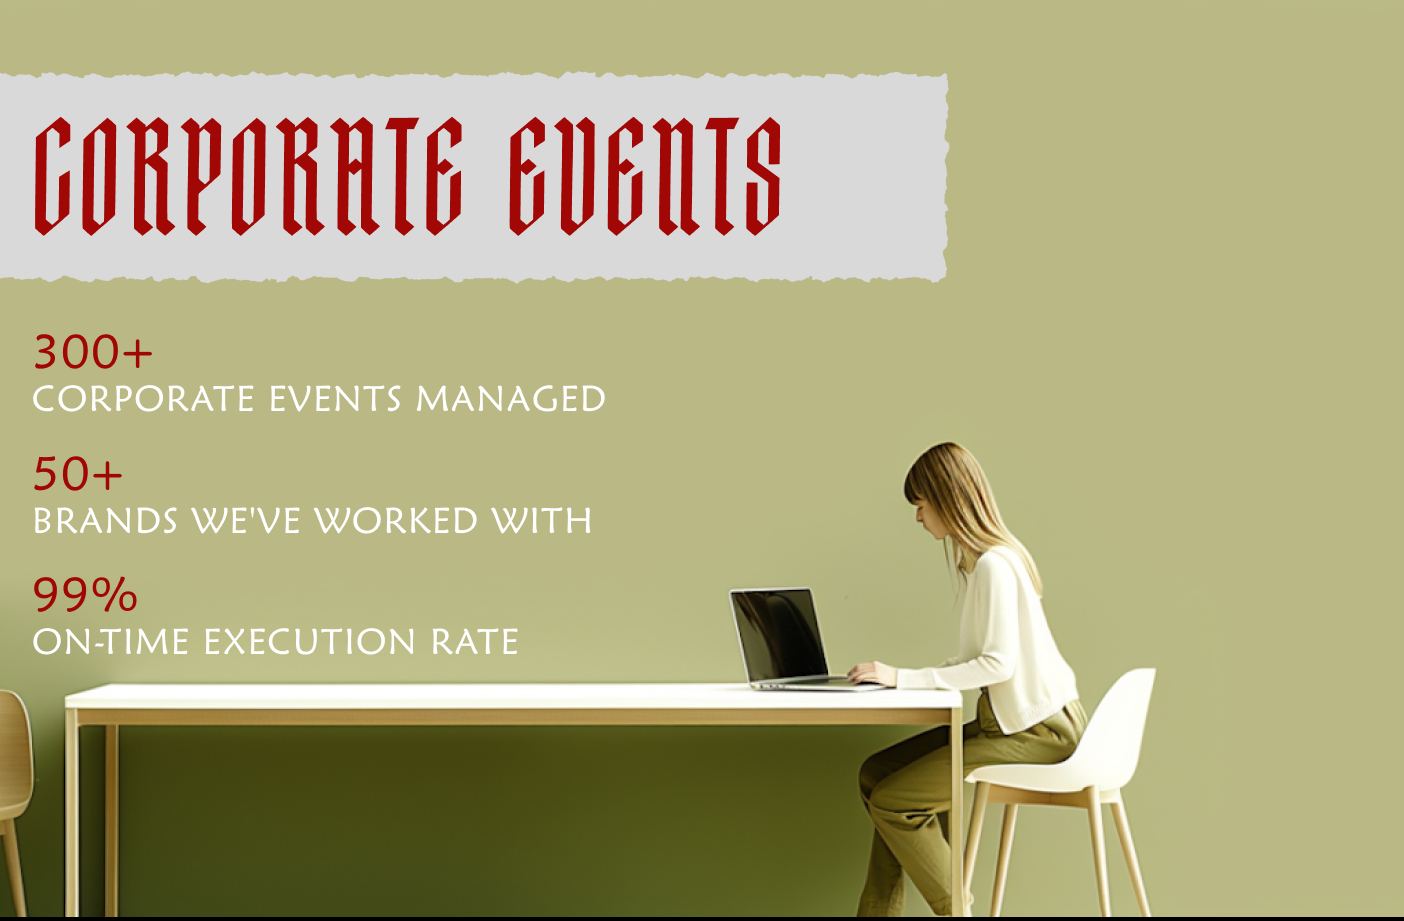 CORPORATE EVENTS
300+
CORPORATE EVENTS MANAGED
50+
BRANDS WE'VE WORKED WITH
99%
ON-TIME EXECUTION RATE